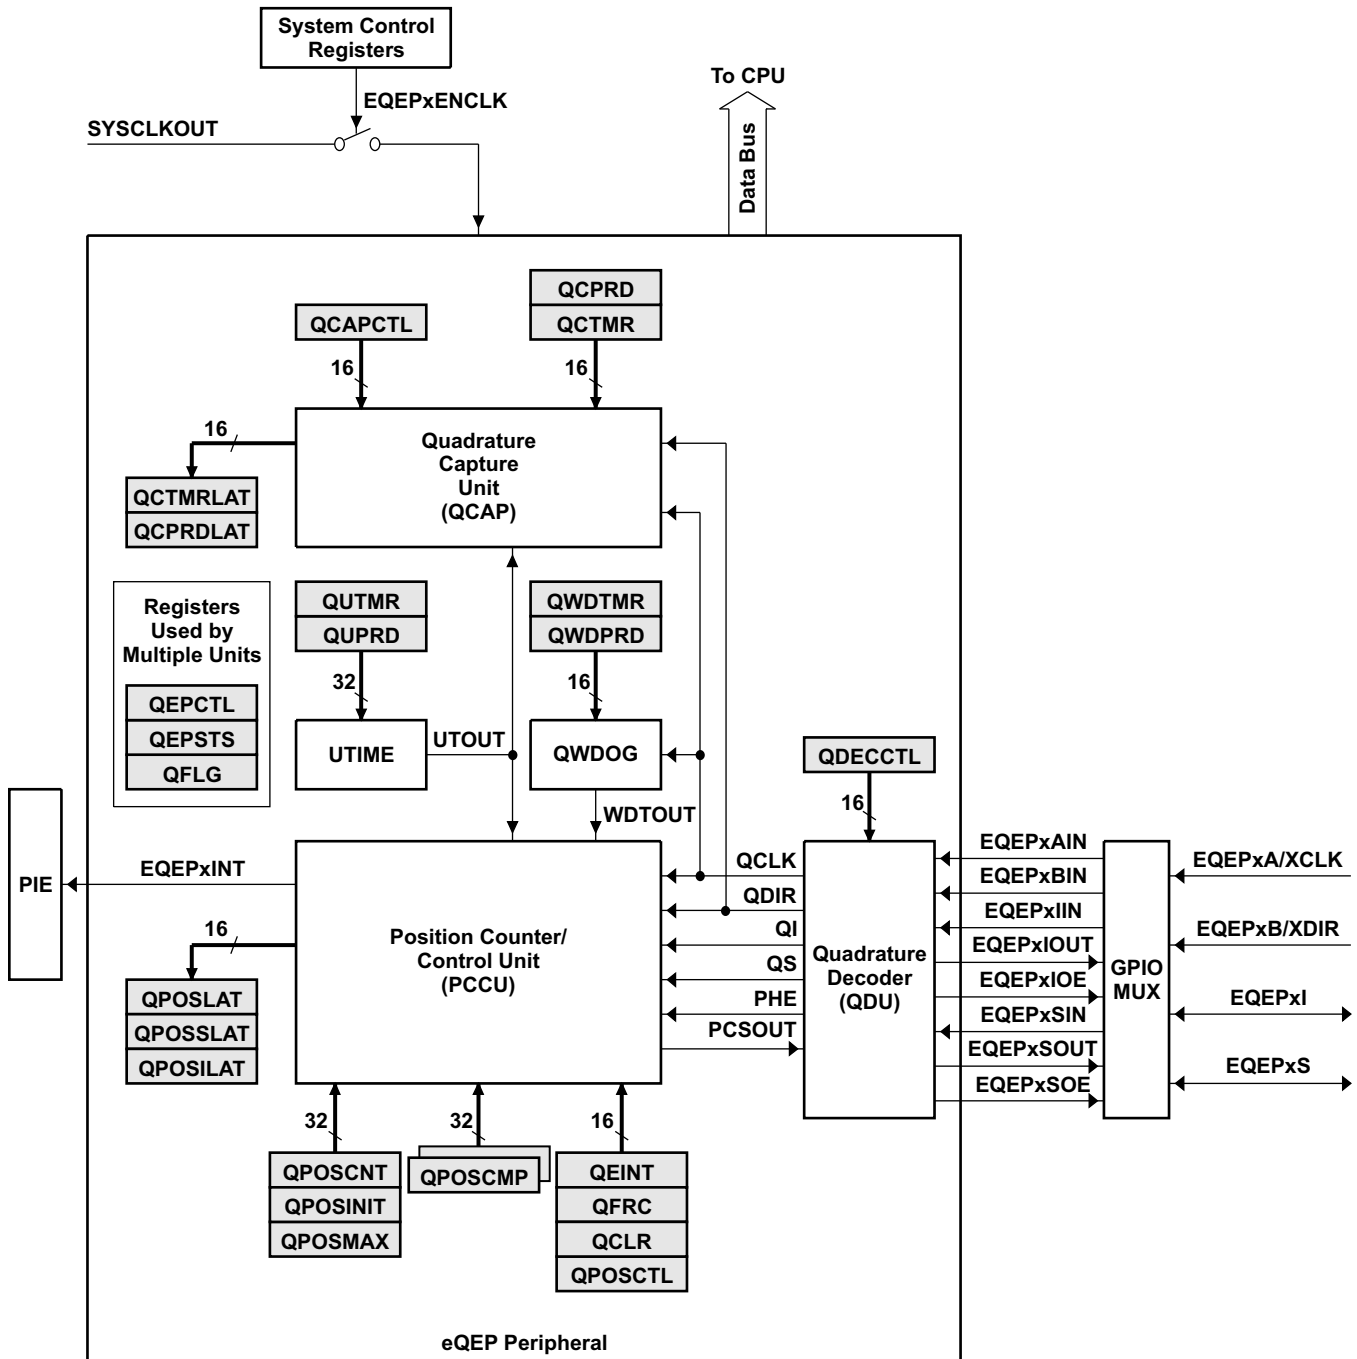 System Control
Registers
To CPU
EQEPxENCLK
SYSCLKOUT
Data Bus
QCPRD
QCAPCTL
QCTMR
16
16
16
Quadrature
Capture
Unit
(QCAP)
QCTMRLAT
QCPRDLAT
Registers
Used by
Multiple Units
QEPCTL
QEPSTS
QFLG
QUTMR
QUPRD
QWDTMR
QWDPRD
32
16
UTIME
UTOUT
QWDOG
QDECCTL
WDTOUT
16
PIE
EQEPxINT
16
Position Counter/
Control Unit
(PCCU)
QCLK
QDIR
QI
QS
PHE
PCSOUT
Quadrature
Decoder
(QDU)
EQEPxAIN
EQEPxBIN
EQEPxIIN
EQEPxIOUT
EQEPxIOE
EQEPxSIN
EQEPxSOUT
EQEPxSOE
GPIO
MUX
EQEPxA/XCLK
EQEPxB/XDIR
EQEPxI
EQEPxS
QPOSLAT
QPOSSLAT
QPOSILAT
32
32
16
QPOSCNT
QPOSINIT
QPOSMAX
QPOSCMP
QEINT
QFRC
QCLR
QPOSCTL
eQEP Peripheral